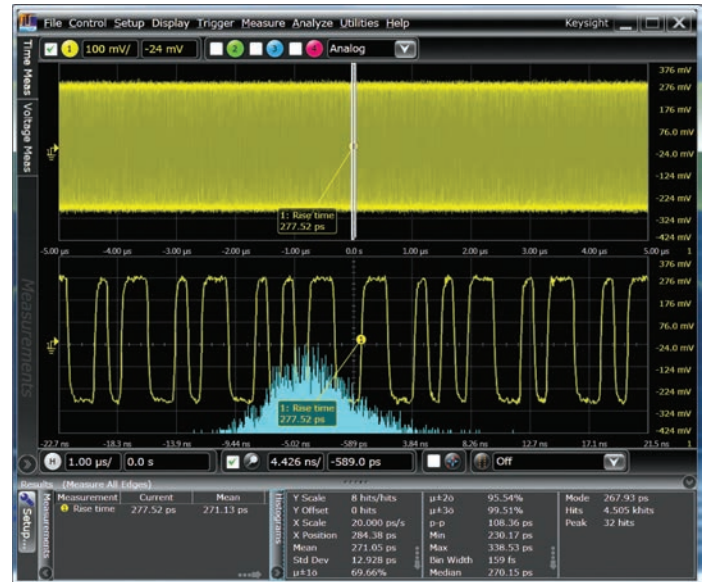 File Control Setup Display Trigger Measure Analyze Utilities Help Keysight
1 100 mV/ -24 mV 2 3 4 Analog
Time Meas
Voltage Meas
376 mV
276 mV
176 mV
76.0 mV
-24.0 mV
-124 mV
-224 mV
-324 mV
-424 mV
1: Rise time
277.52 ps
-5.00 µs -4.00 µs -3.00 µs -2.00 µs -1.00 µs 0.0 s 1.00 µs 2.00 µs 3.00 µs 4.00 µs 5.00 µs 1
Measurements
376 mV
276 mV
176 mV
76.0 mV
1
-24.0 mV
-124 mV
-224 mV
-324 mV
-424 mV
1: Rise time
277.52 ps
-22.7 ns -18.3 ns -13.9 ns -9.44 ns -5.02 ns -589 ps 3.84 ns 8.26 ns 12.7 ns 17.1 ns 21.5 ns 1
H 1.00 µs/ 0.0 s 4.426 ns/ -589.0 ps Off
Results (Measure All Edges)
Setup...
Measurements
Measurement Current Mean
1 Rise time 277.52 ps 271.13 ps
Histograms
Y Scale 8 hits/hits µ±2σ 95.54% Mode 267.93 ps
Y Offset 0 hits µ±3σ 99.51% Hits 4.505 khits
X Scale 20.000 ps/s p-p 108.36 ps Peak 32 hits
X Position 284.38 ps Min 230.17 ps
Mean 271.05 ps Max 338.53 ps
Std Dev 12.928 ps Bin Width 159 fs
µ±1σ 69.66% Median 270.15 ps